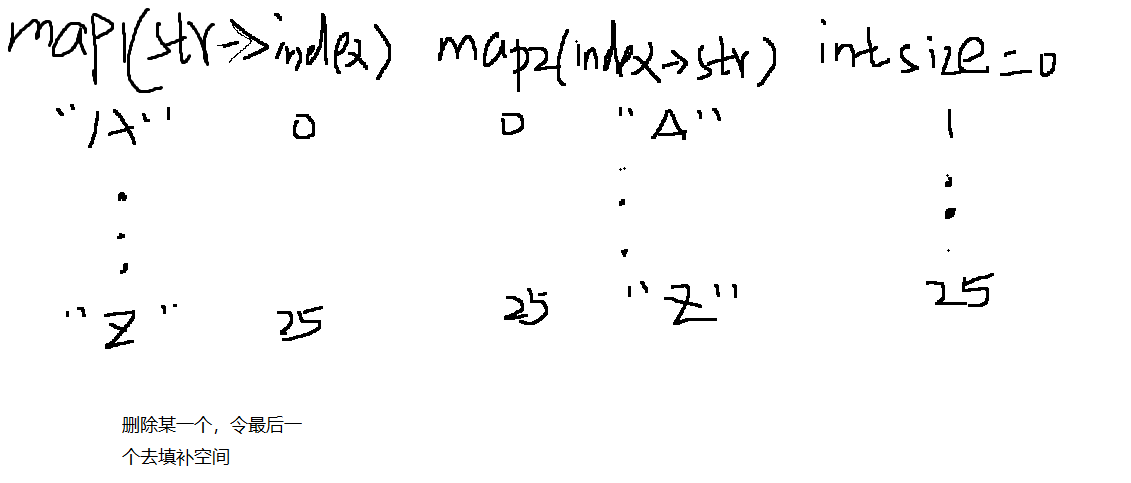 map1(str->index) map2(index->str) int size=0
"A" 0 0 "A" 1
"Z" 25 25 "Z" 25
删除某一个，令最后一
个去填补空间